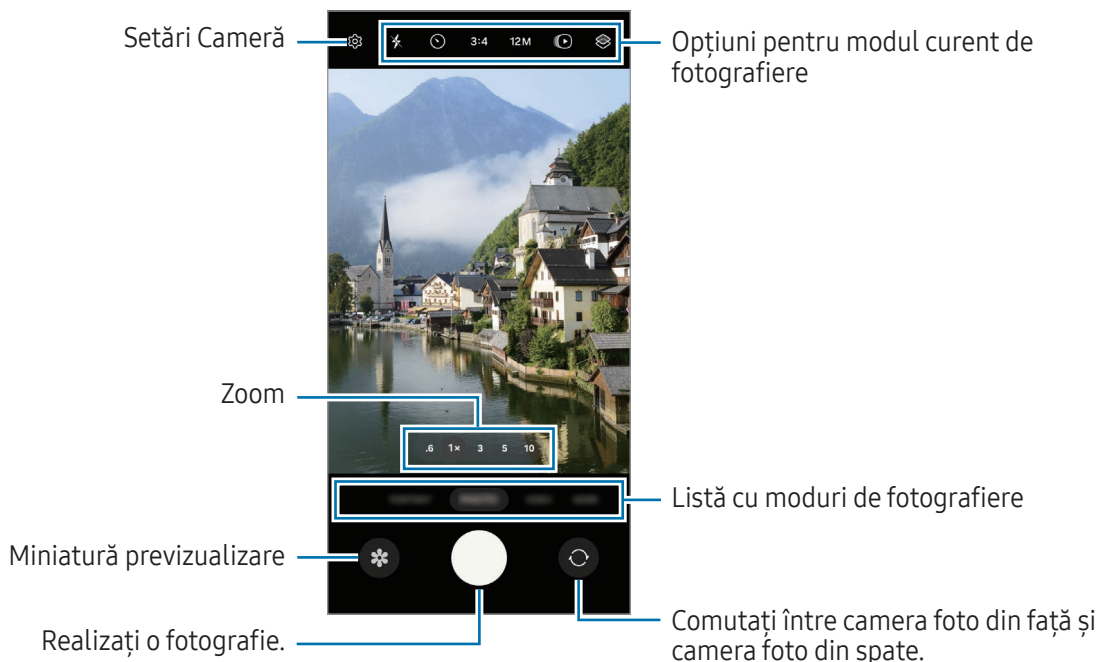 Setări Cameră
3:4 12M
Opțiuni pentru modul curent de
fotografiere
Zoom
.6 1× 3 5 10
Listă cu moduri de fotografiere
Miniatură previzualizare
Realizați o fotografie.
Comutați între camera foto din față și
camera foto din spate.